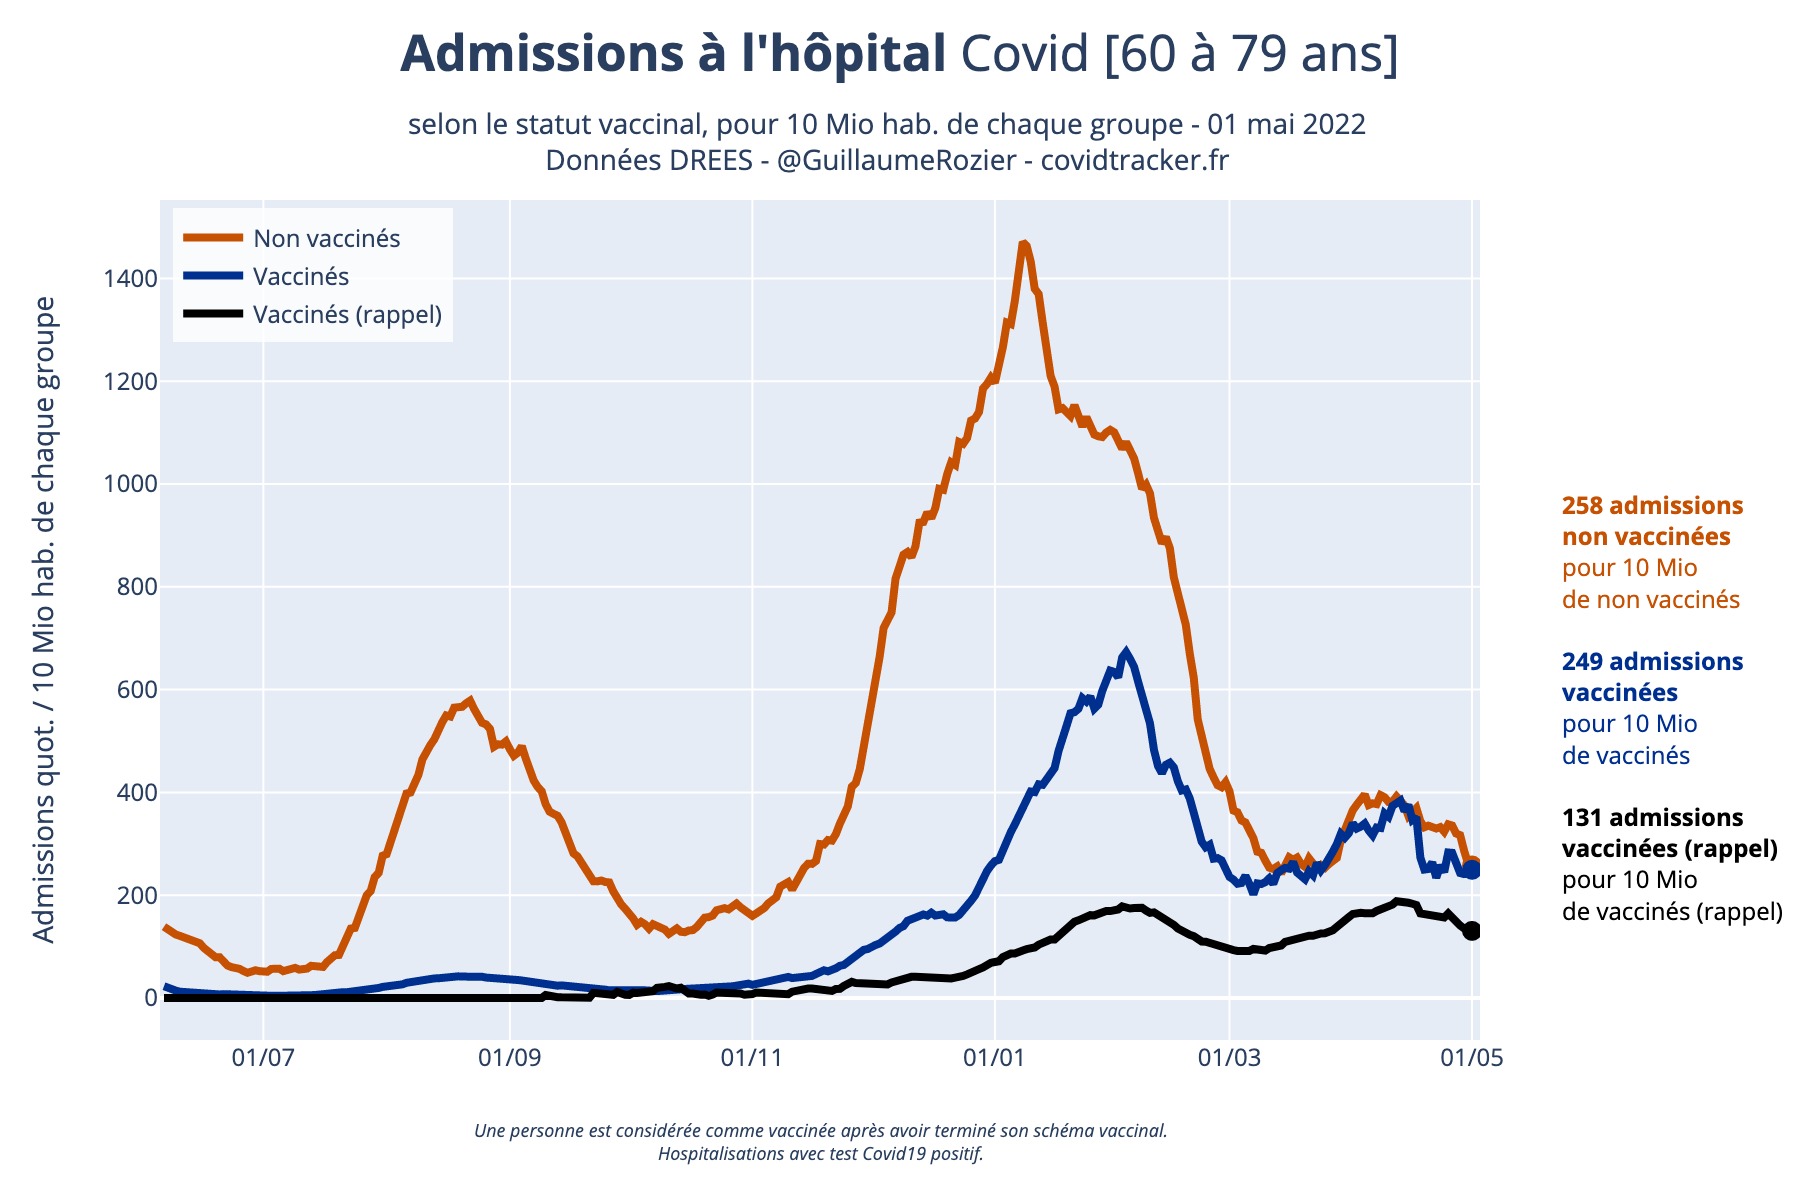 Admissions à l'hôpital Covid [60 à 79 ans]
selon le statut vaccinal, pour 10 Mio hab. de chaque groupe - 01 mai 2022
Données DREES - @GuillaumeRozier - covidtracker.fr
Non vaccinés
Vaccinés
Vaccinés (rappel)
Admissions quot. / 10 Mio hab. de chaque groupe
1400
1200
1000
800
600
400
200
0
01/07
01/09
01/11
01/01
01/03
01/05
258 admissions
non vaccinées
pour 10 Mio
de non vaccinés
249 admissions
vaccinées
pour 10 Mio
de vaccinés
131 admissions
vaccinées (rappel)
pour 10 Mio
de vaccinés (rappel)
Une personne est considérée comme vaccinée après avoir terminé son schéma vaccinal.
Hospitalisations avec test Covid19 positif.